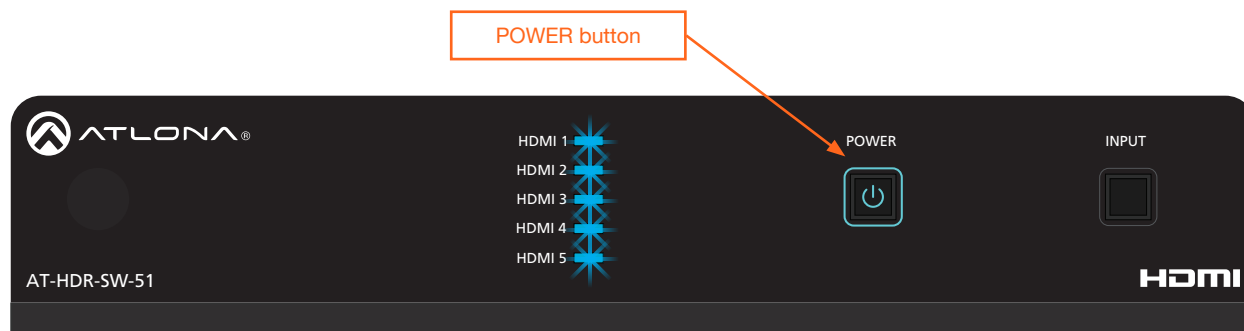 POWER button
ATLONA®
HDMI 1
HDMI 2
HDMI 3
HDMI 4
HDMI 5
POWER
INPUT
AT-HDR-SW-51
HDMI